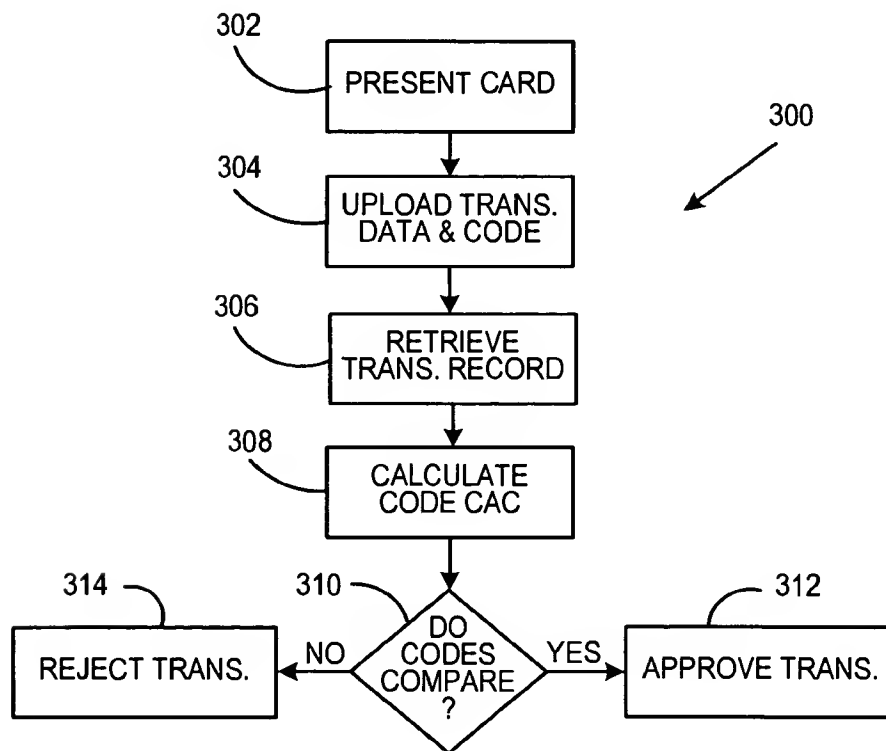 302
PRESENT CARD
300
304
UPLOAD TRANS.
DATA & CODE
306
RETRIEVE
TRANS. RECORD
308
CALCULATE
CODE CAC
314
310
312
REJECT TRANS.
NO
DO
CODES
COMPARE
?
YES
APPROVE TRANS.